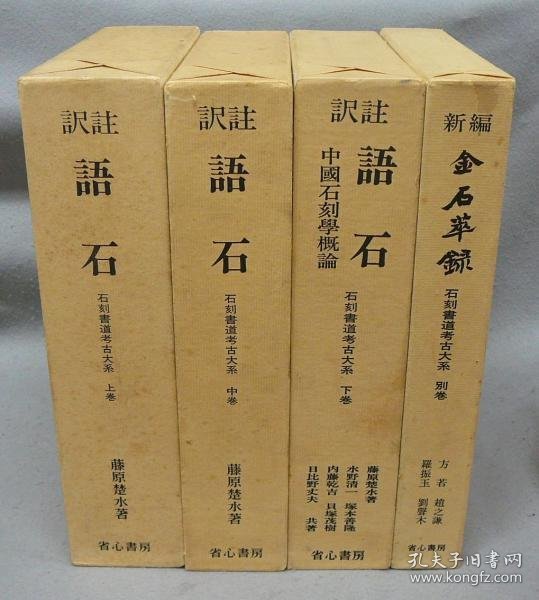 註訳
語石
石刻書道考古大系 上巻
藤原楚水著
省心書房
註訳
語石
石刻書道考古大系 中巻
藤原楚水著
省心書房
註訳
語石
中國石刻學概論
石刻書道考古大系 下巻
藤原楚水著
水野清一 塚本善隆
内藤乾吉 貝塚茂樹
日比野丈夫 共著
省心書房
新編
金石萃録
石刻書道考古大系 別巻
方若 趙之謙
羅振玉 劉聲木
省心書房
孔夫子旧书网
www.kongfz.com